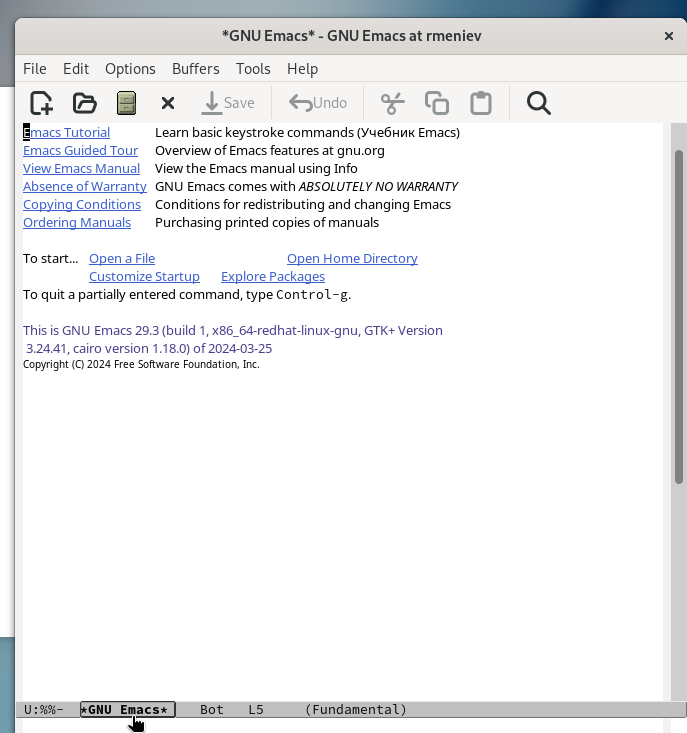 *GNU Emacs* - GNU Emacs at rmeniev ×
File Edit Options Buffers Tools Help
Save Undo
Emacs Tutorial Learn basic keystroke commands (Учебник Emacs)
Emacs Guided Tour Overview of Emacs features at gnu.org
View Emacs Manual View the Emacs manual using Info
Absence of Warranty GNU Emacs comes with ABSOLUTELY NO WARRANTY
Copying Conditions Conditions for redistributing and changing Emacs
Ordering Manuals Purchasing printed copies of manuals
To start... Open a File Open Home Directory
Customize Startup Explore Packages
To quit a partially entered command, type Control-g.
This is GNU Emacs 29.3 (build 1, x86_64-redhat-linux-gnu, GTK+ Version
3.24.41, cairo version 1.18.0) of 2024-03-25
Copyright (C) 2024 Free Software Foundation, Inc.
U:%%- *GNU Emacs* Bot L5 (Fundamental)